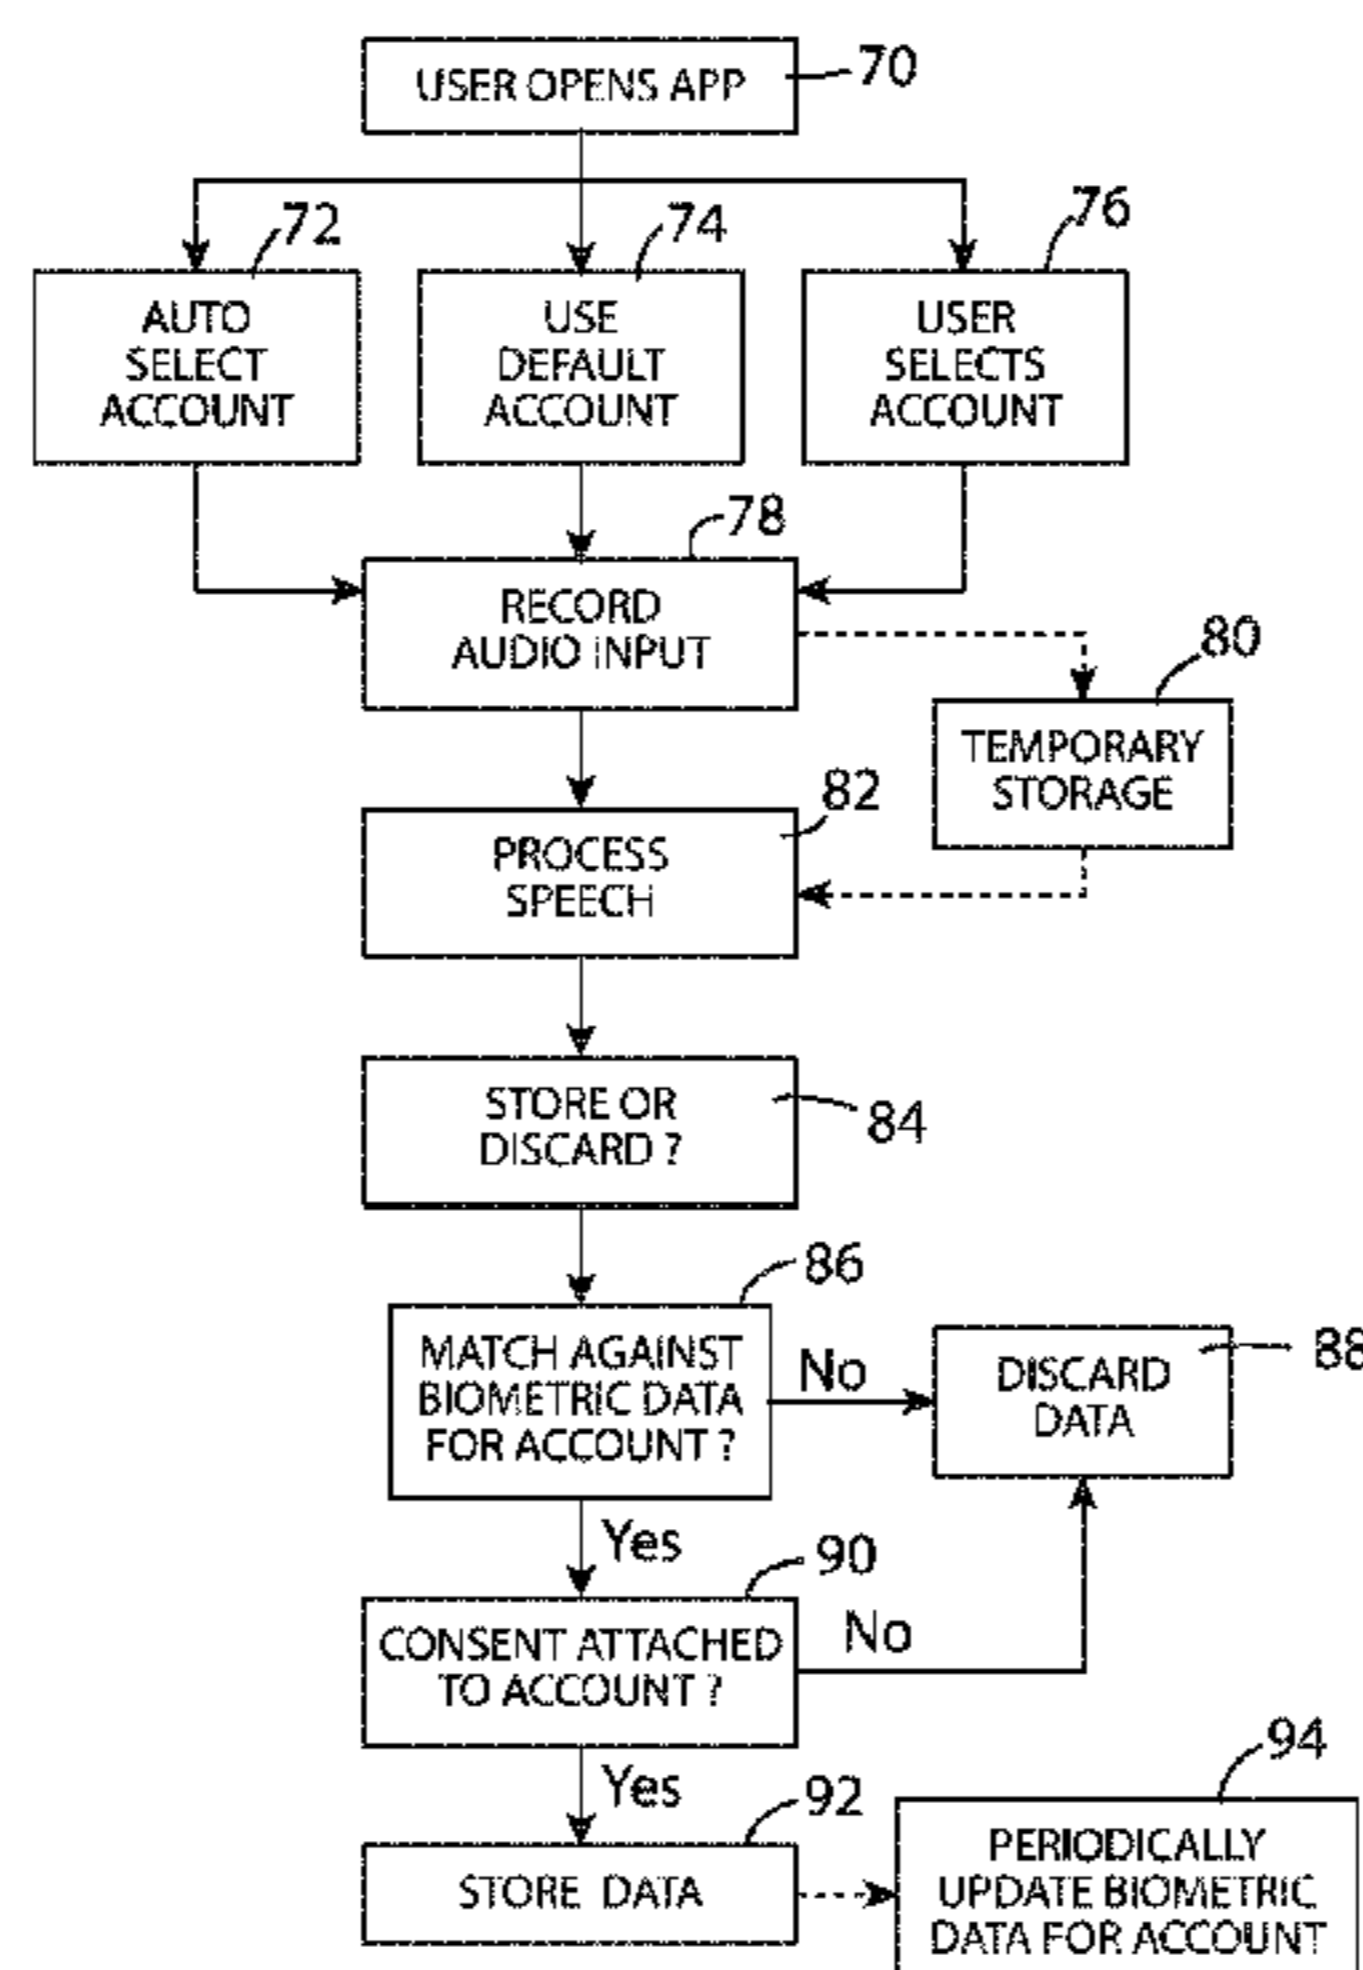 USER OPENS APP
70
72
74
76
AUTO
SELECT
ACCOUNT
USE
DEFAULT
ACCOUNT
USER
SELECTS
ACCOUNT
78
RECORD
AUDIO INPUT
80
TEMPORARY
STORAGE
82
PROCESS
SPEECH
STORE OR
DISCARD ?
84
86
MATCH AGAINST
BIOMETRIC DATA
FOR ACCOUNT ?
No
DISCARD
DATA
88
Yes
90
CONSENT ATTACHED
TO ACCOUNT ?
No
Yes
92
STORE DATA
94
PERIODICALLY
UPDATE BIOMETRIC
DATA FOR ACCOUNT